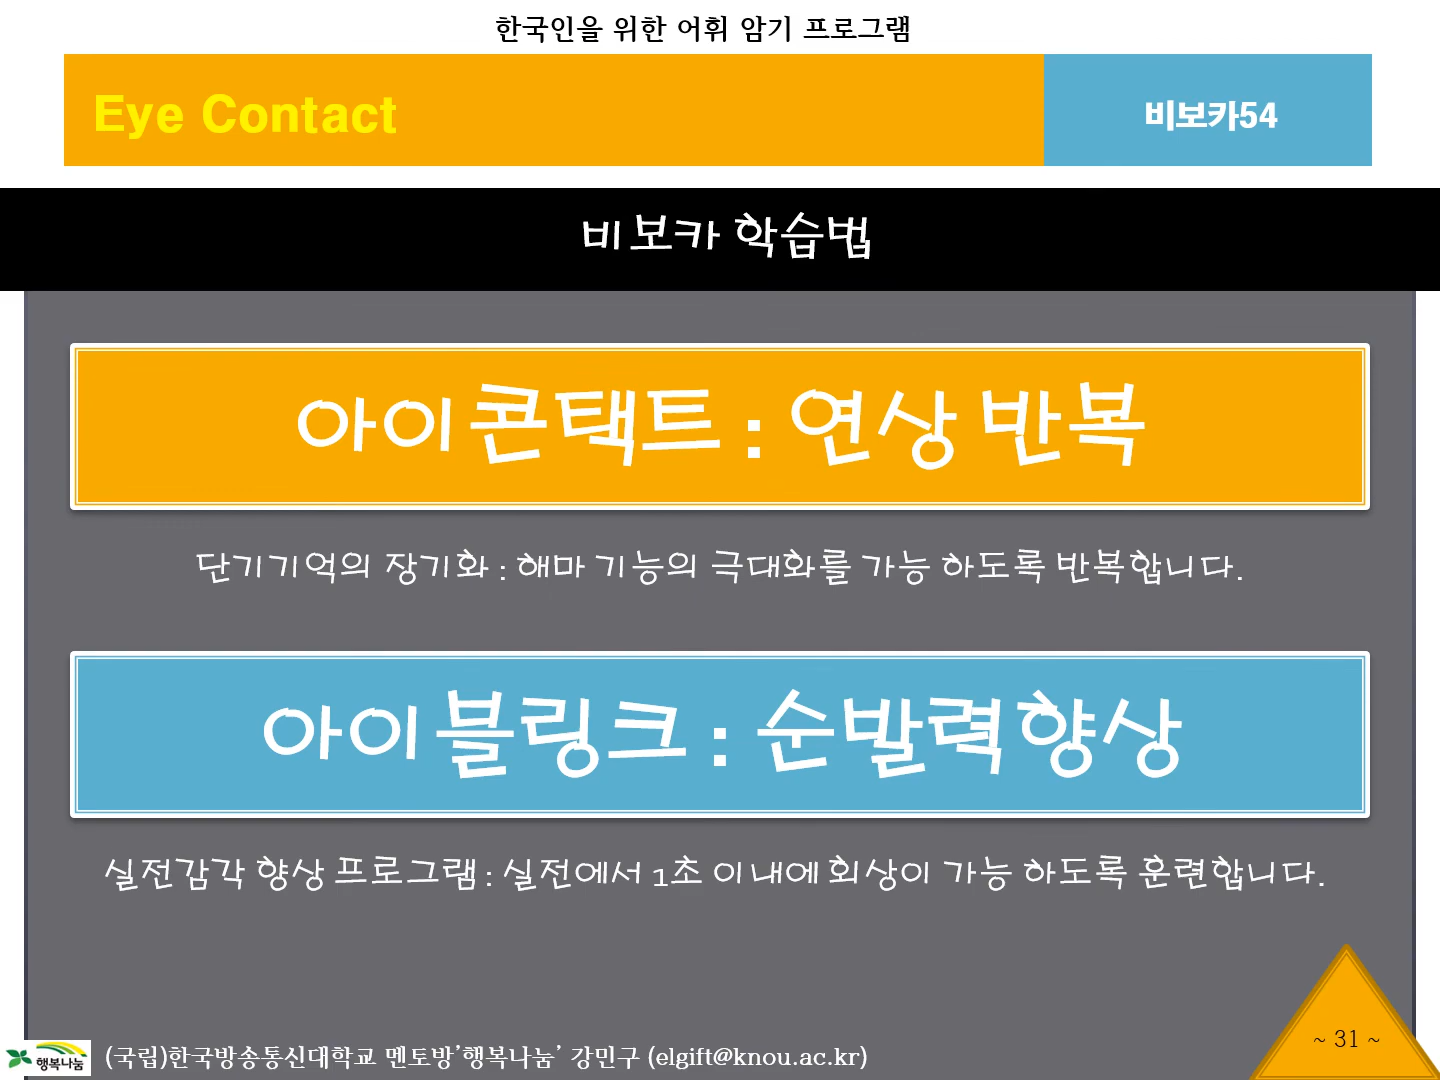 한국인을 위한 어휘 암기 프로그램
Eye Contact
비보카54
비보카 학습법
아이콘택트 : 연상 반복
단기기억의 장기화 : 해마 기능의 극대화를 가능 하도록 반복합니다.
아이블링크 : 순발력향상
실전감각 향상 프로그램 : 실전에서 1초 이내에 회상이 가능 하도록 훈련합니다.
~ 31 ~
행복나눔
(국립)한국방송통신대학교 멘토방'행복나눔' 강민구 (elgift@knou.ac.kr)